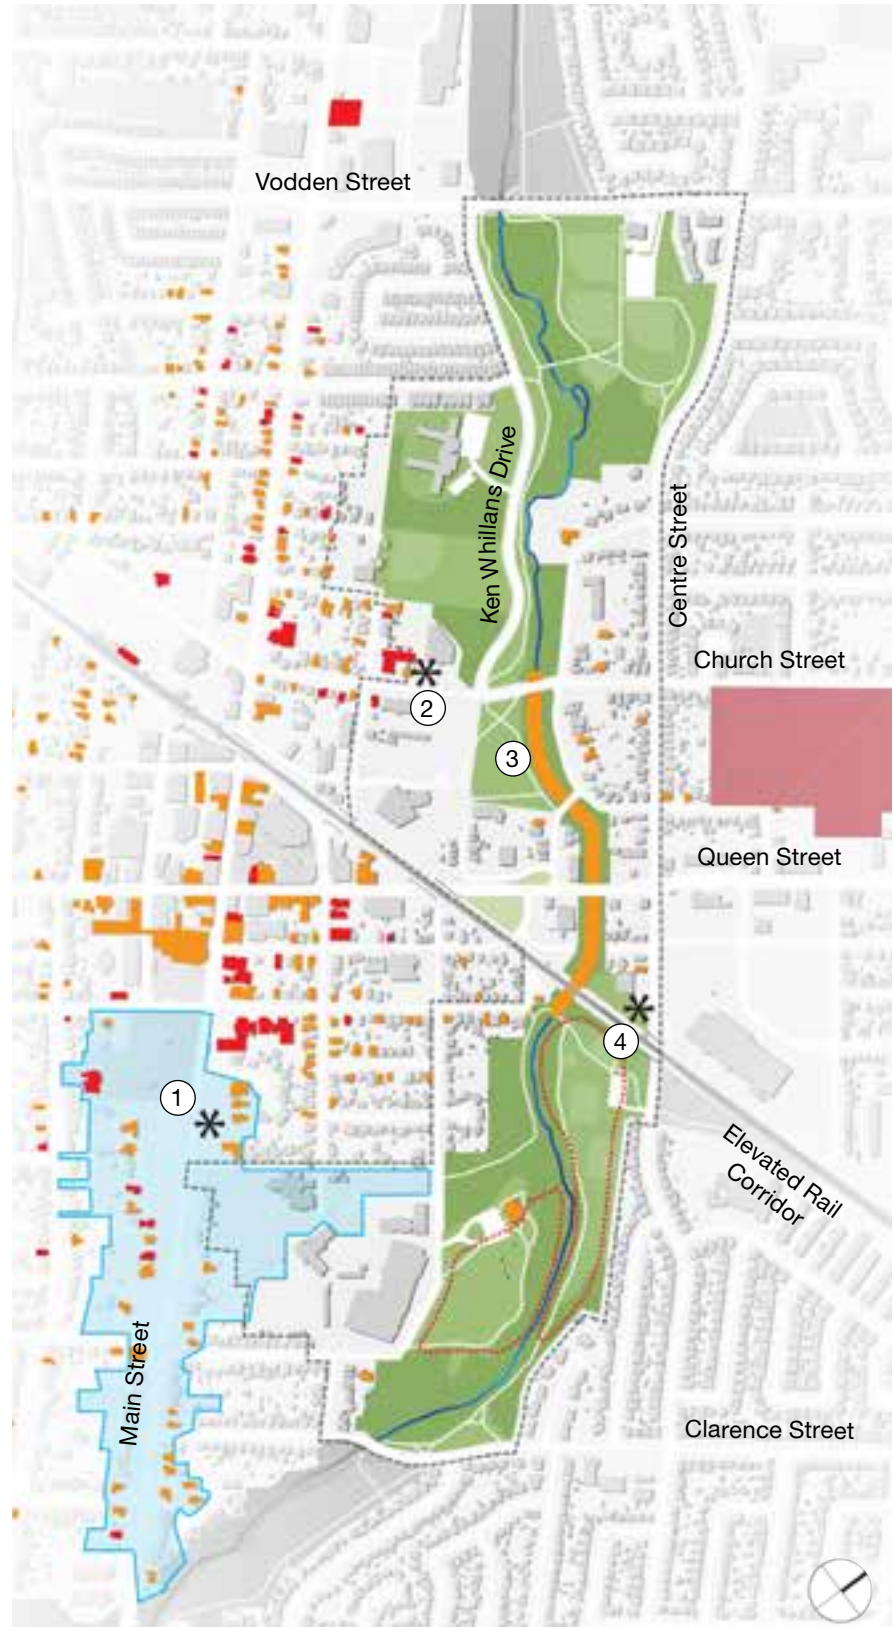 Vodden Street
Ken Whillans Drive
Centre Street
Church Street
2
3
Queen Street
4
1
Elevated Rail
Corridor
Main Street
Clarence Street